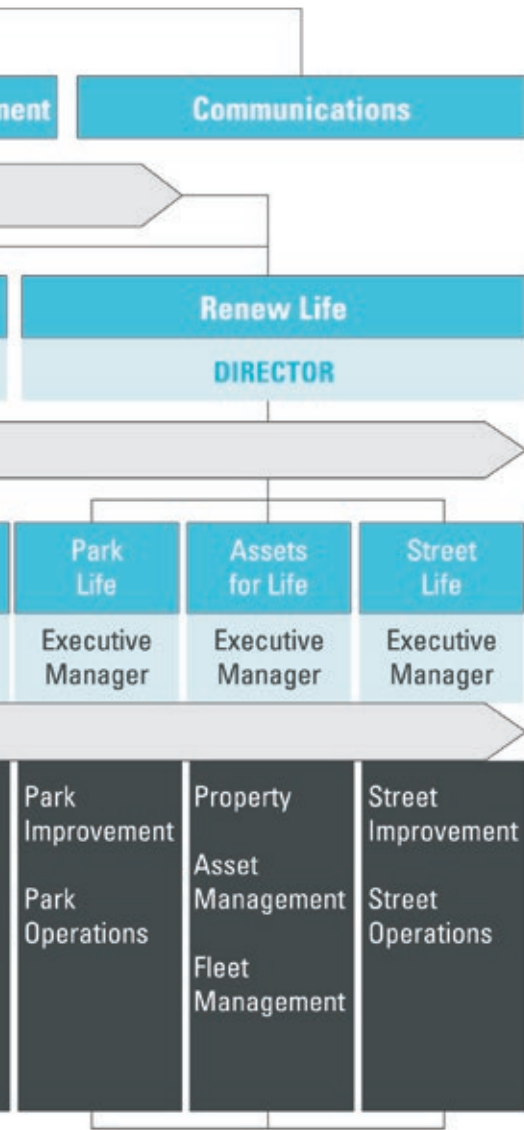 Communications
Renew Life
DIRECTOR
Park
Life
Executive
Manager
Assets
for Life
Executive
Manager
Street
Life
Executive
Manager
Park
Improvement
Park
Operations
Property
Asset
Management
Fleet
Management
Street
Improvement
Street
Operations